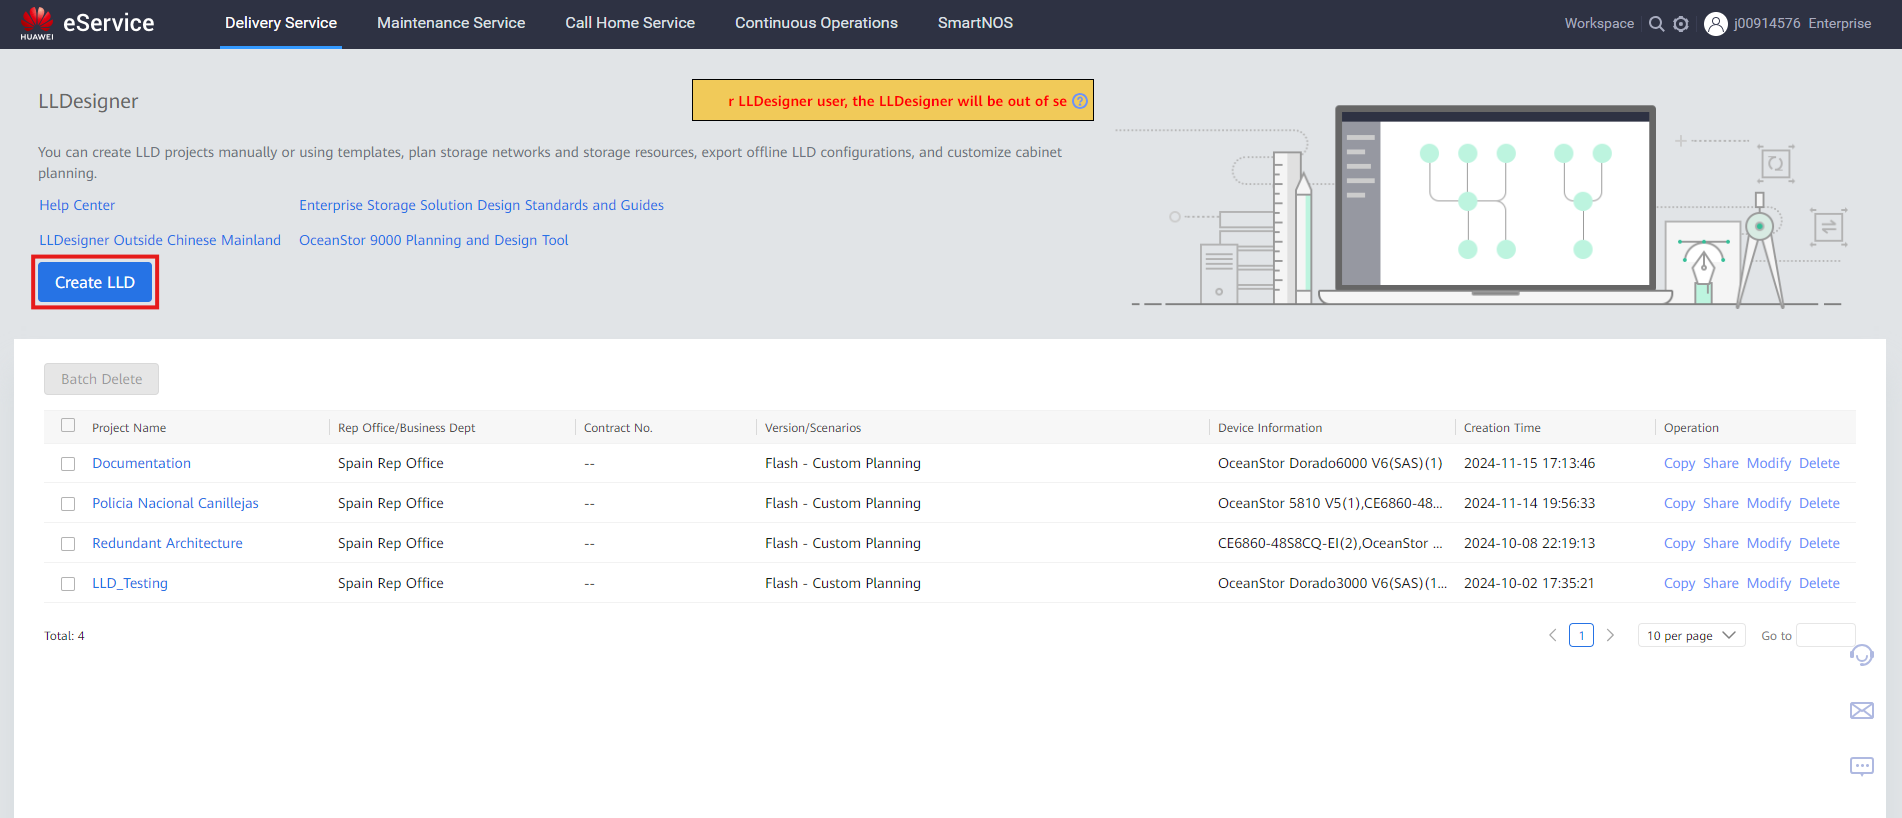 HUAWEI eService Delivery Service Maintenance Service Call Home Service Continuous Operations SmartNOS Workspace j00914576 Enterprise
LLDesigner
r LLDesigner user, the LLDesigner will be out of se
You can create LLD projects manually or using templates, plan storage networks and storage resources, export offline LLD configurations, and customize cabinet
planning.
Help Center Enterprise Storage Solution Design Standards and Guides
LLDesigner Outside Chinese Mainland OceanStor 9000 Planning and Design Tool
Create LLD
Batch Delete
Project Name Rep Office/Business Dept Contract No. Version/Scenarios Device Information Creation Time Operation
Documentation Spain Rep Office -- Flash - Custom Planning OceanStor Dorado6000 V6(SAS)(1) 2024-11-15 17:13:46 Copy Share Modify Delete
Policia Nacional Canillejas Spain Rep Office -- Flash - Custom Planning OceanStor 5810 V5(1),CE6860-48... 2024-11-14 19:56:33 Copy Share Modify Delete
Redundant Architecture Spain Rep Office -- Flash - Custom Planning CE6860-48S8CQ-EI(2),OceanStor ... 2024-10-08 22:19:13 Copy Share Modify Delete
LLD_Testing Spain Rep Office -- Flash - Custom Planning OceanStor Dorado3000 V6(SAS)(1... 2024-10-02 17:35:21 Copy Share Modify Delete
Total: 4 1 10 per page Go to